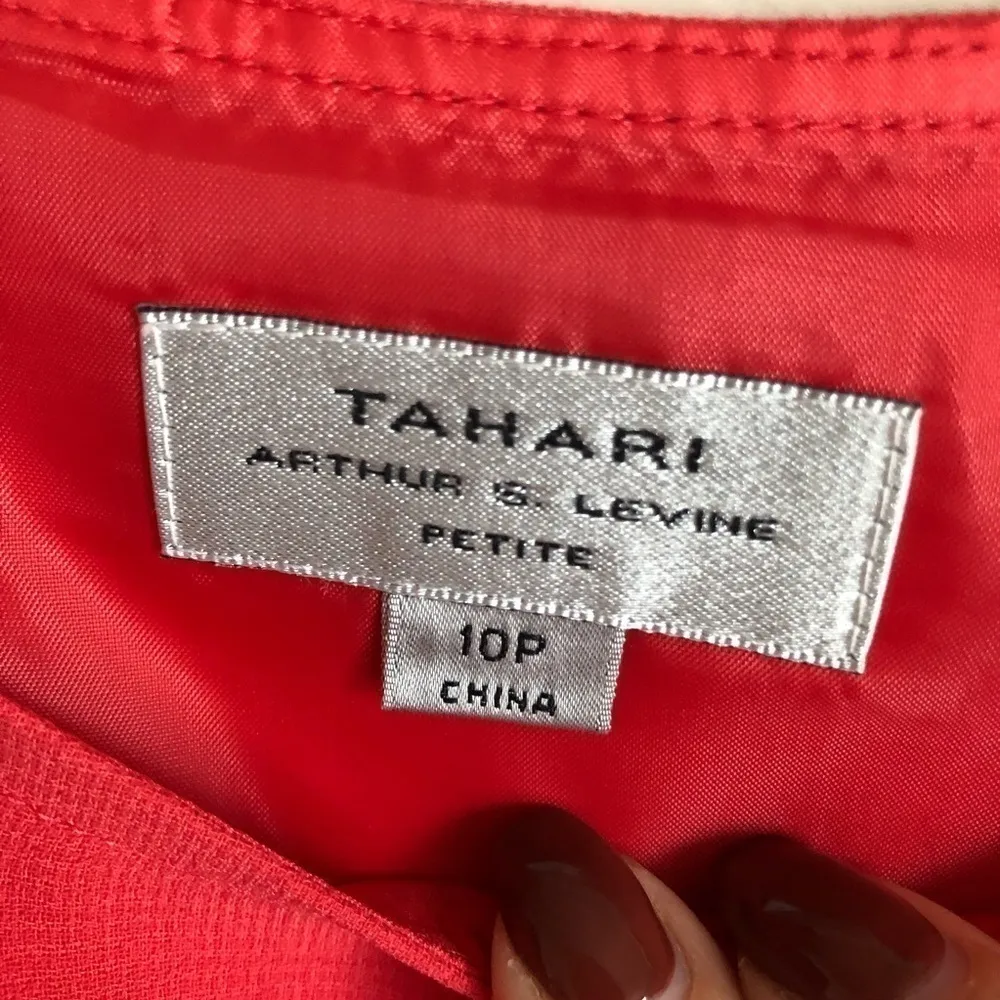 TAHARI
ARTHUR S. LEVINE
PETITE
10P
CHINA